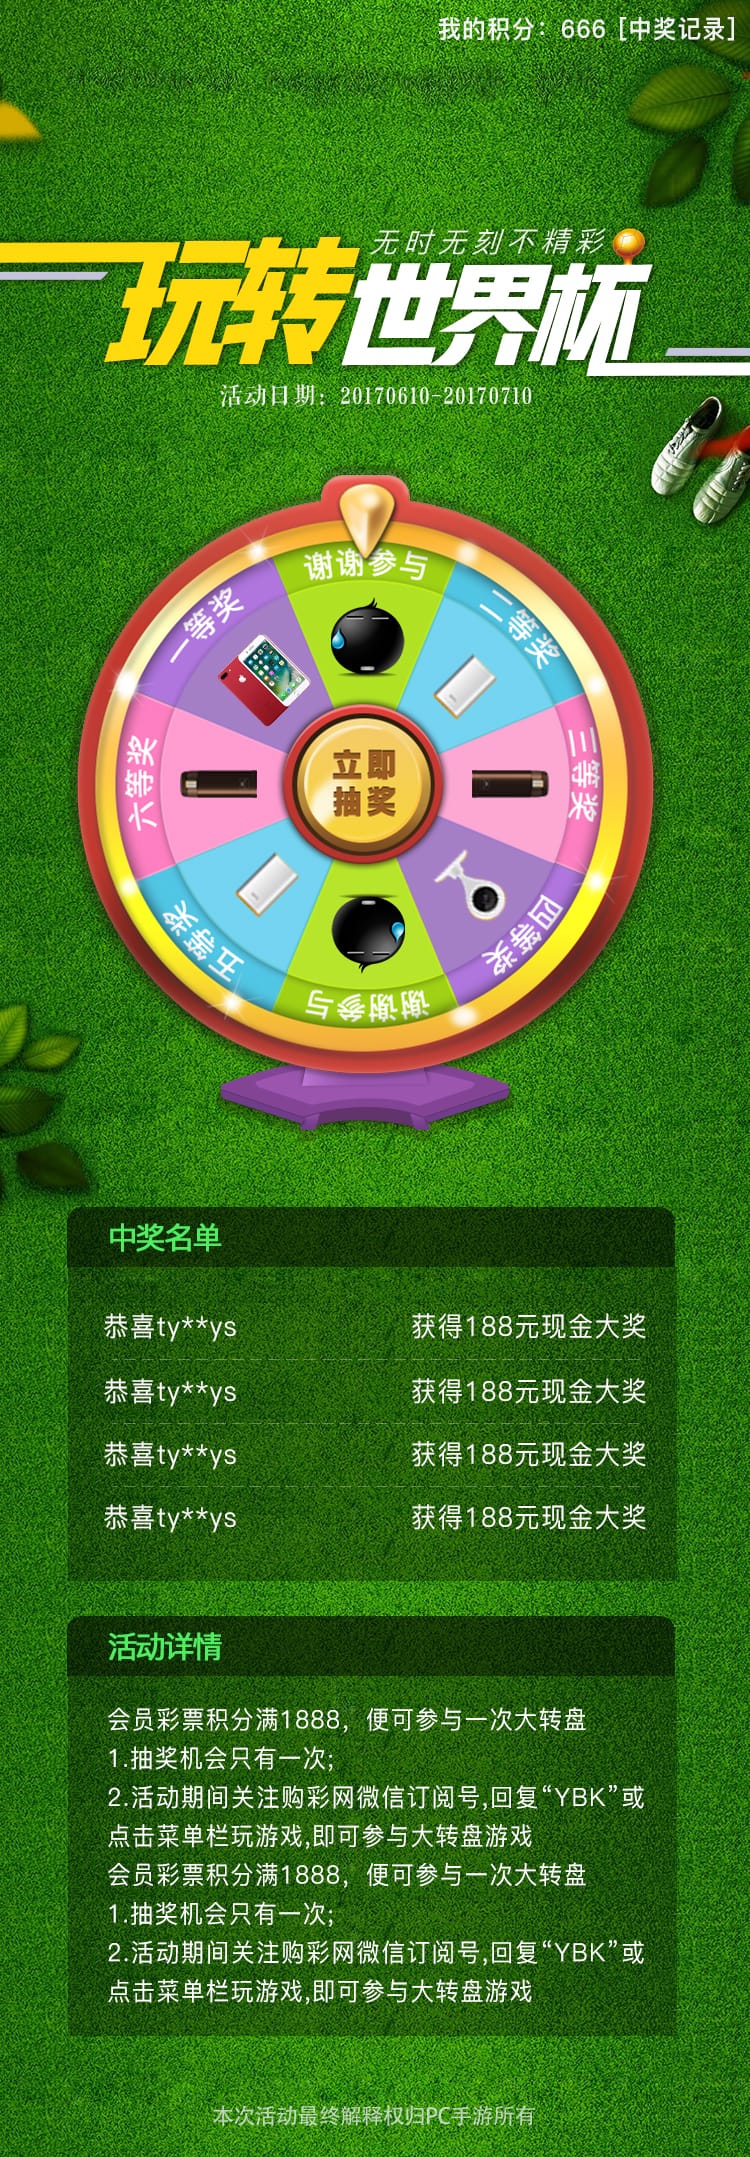 我的积分：666 [中奖记录]
无时无刻不精彩
玩转世界杯
活动日期：20170610-20170710
谢谢参与
二等奖
三等奖
四等奖
谢谢参与
五等奖
六等奖
一等奖
立即
抽奖
中奖名单
恭喜ty**ys 获得188元现金大奖
恭喜ty**ys 获得188元现金大奖
恭喜ty**ys 获得188元现金大奖
恭喜ty**ys 获得188元现金大奖
活动详情
会员彩票积分满1888，便可参与一次大转盘
1.抽奖机会只有一次;
2.活动期间关注购彩网微信订阅号,回复“YBK”或
点击菜单栏玩游戏,即可参与大转盘游戏
会员彩票积分满1888，便可参与一次大转盘
1.抽奖机会只有一次;
2.活动期间关注购彩网微信订阅号,回复“YBK”或
点击菜单栏玩游戏,即可参与大转盘游戏
本次活动最终解释权归PC手游所有